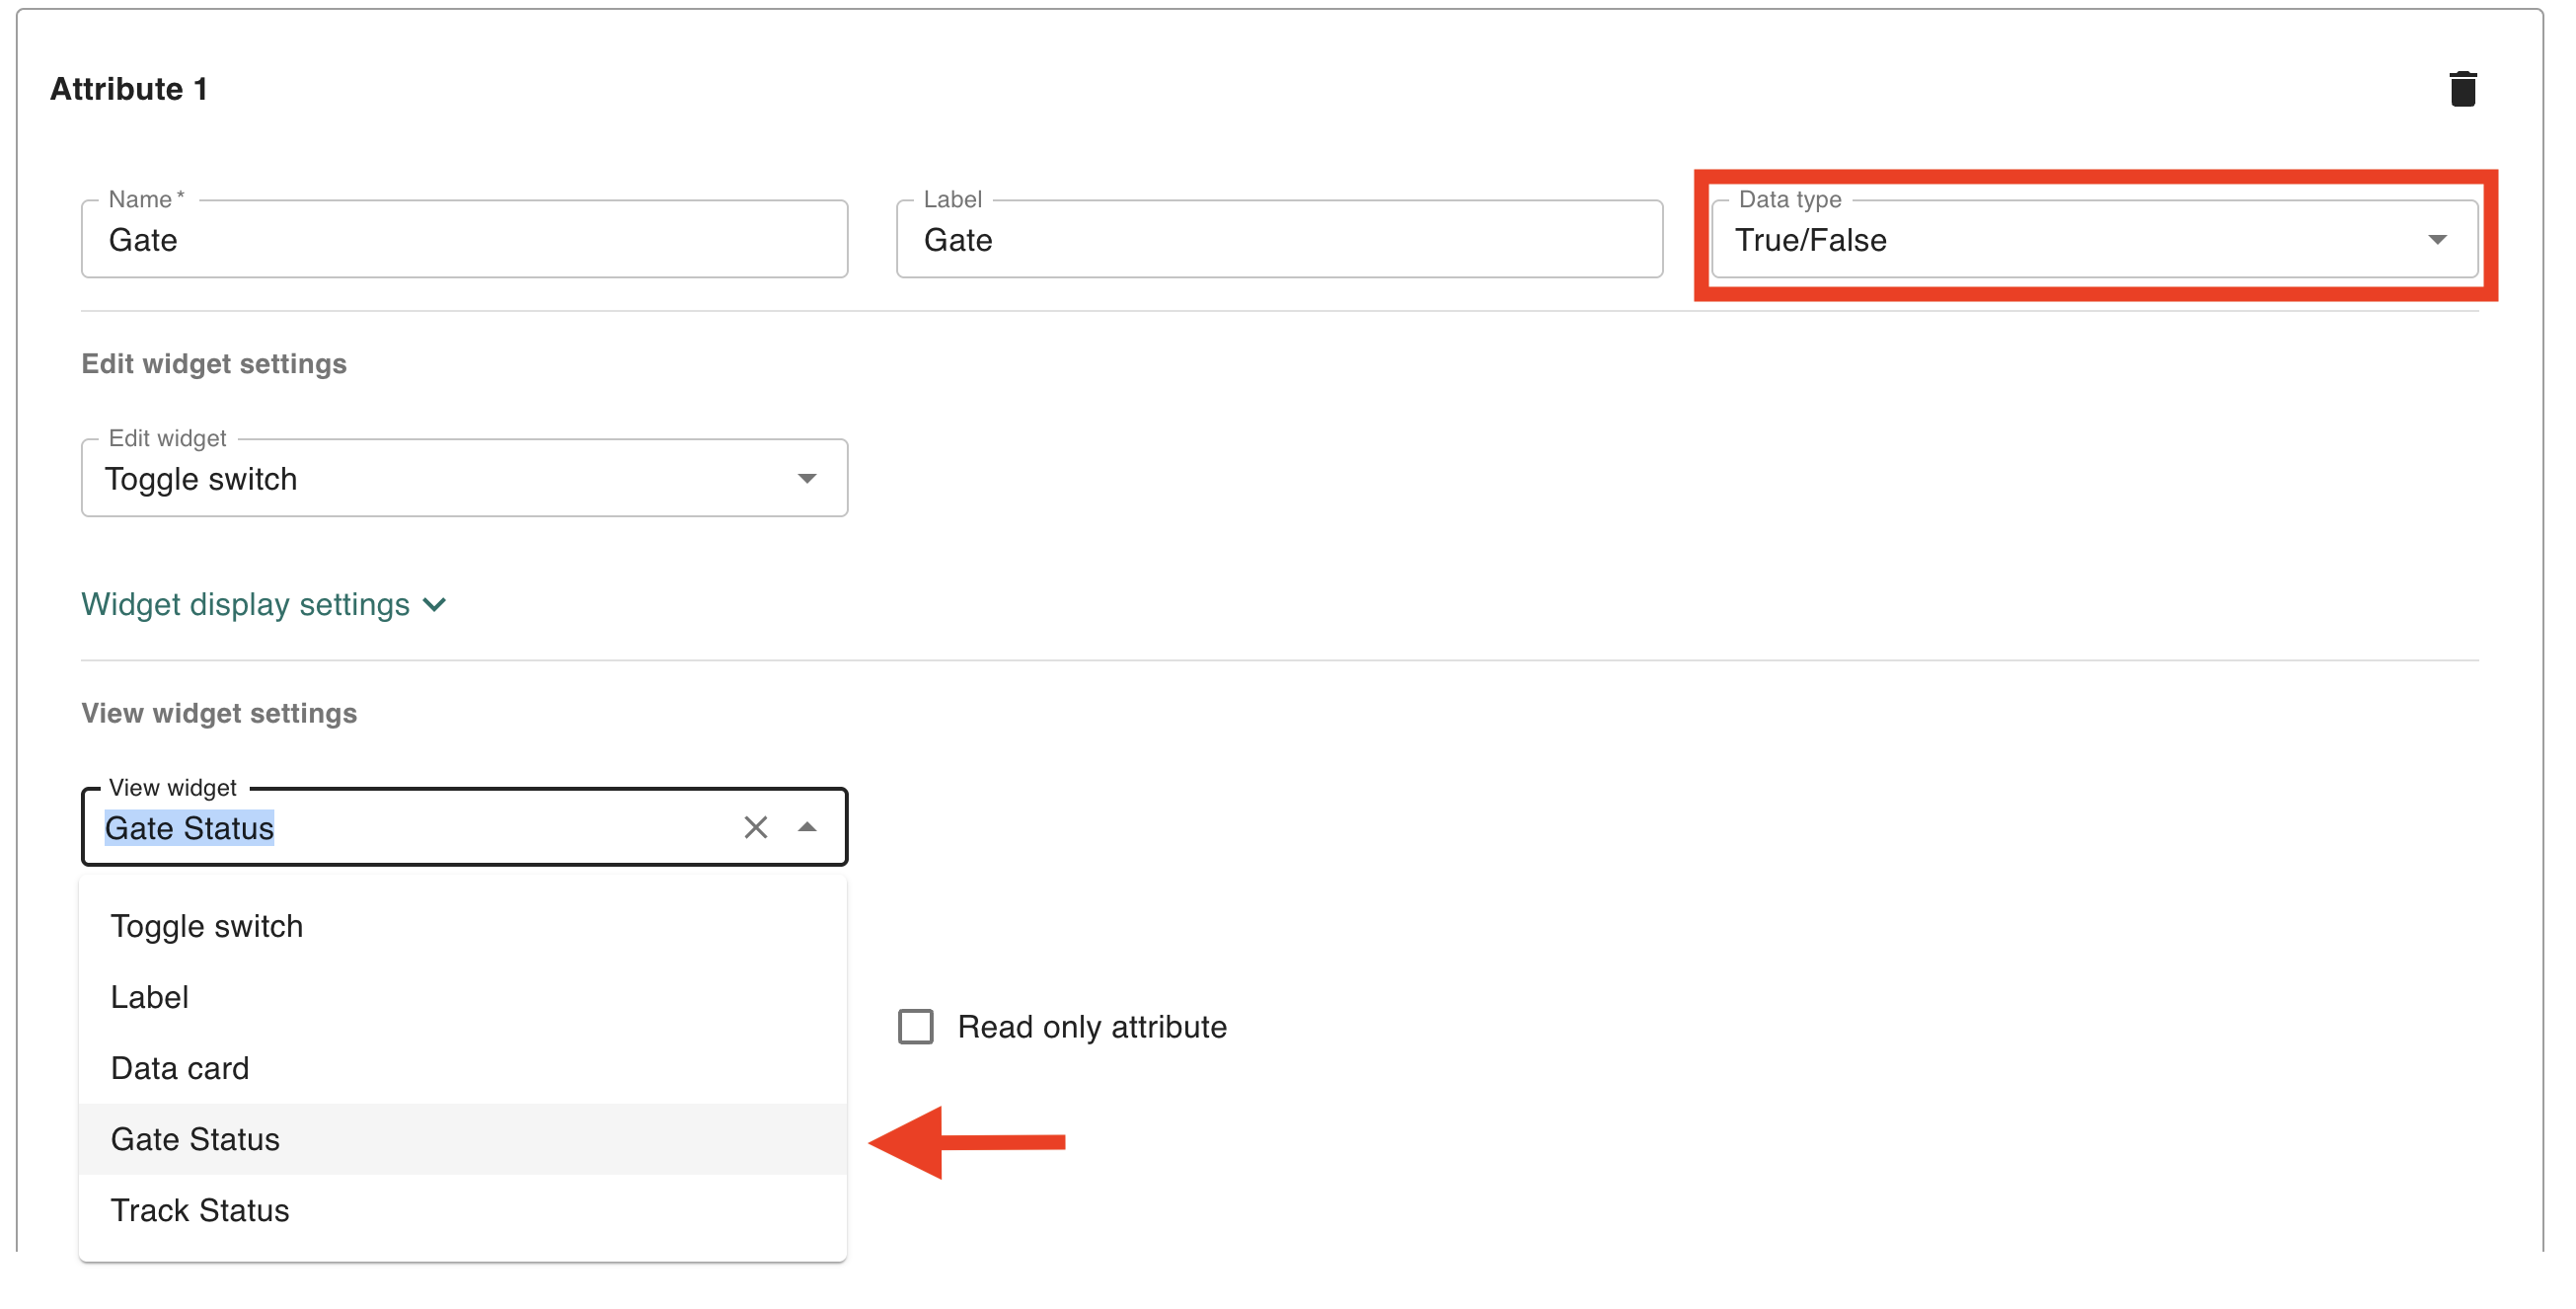 Attribute 1
Name *
Gate
Label
Gate
Data type
True/False
Edit widget settings
Edit widget
Toggle switch
Widget display settings
View widget settings
View widget
Gate Status
Toggle switch
Label
Data card
Gate Status
Track Status
Read only attribute